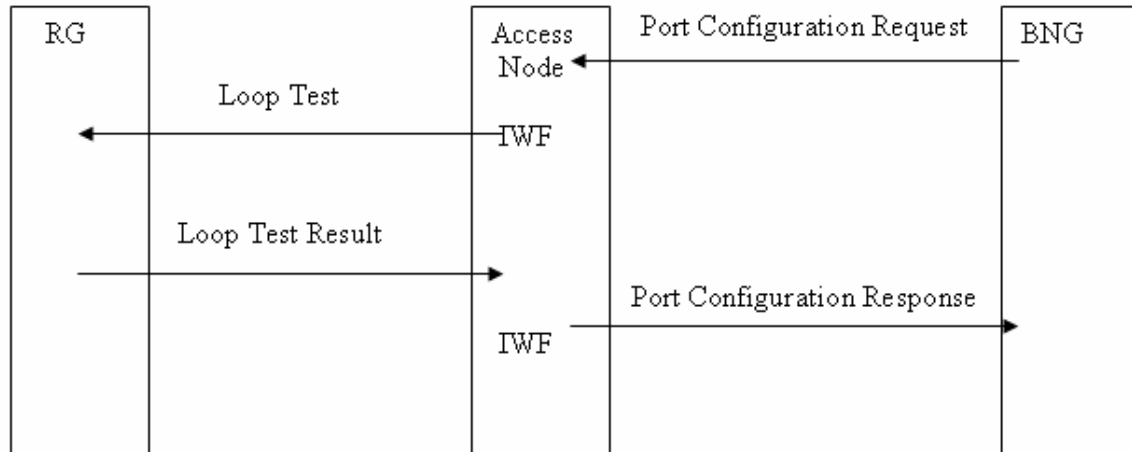 RG
Access
Node
Port Configuration Request
BNG
Loop Test
IWF
Loop Test Result
Port Configuration Response
IWF